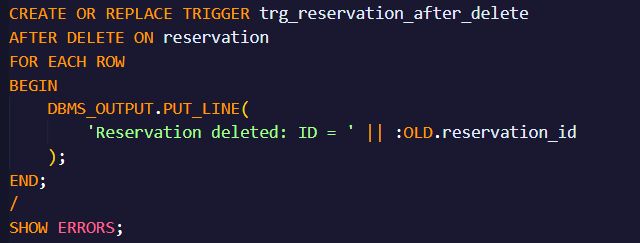 CREATE OR REPLACE TRIGGER trg_reservation_after_delete
AFTER DELETE ON reservation
FOR EACH ROW
BEGIN
    DBMS_OUTPUT.PUT_LINE(
        'Reservation deleted: ID = ' || :OLD.reservation_id
    );
END;
/
SHOW ERRORS;